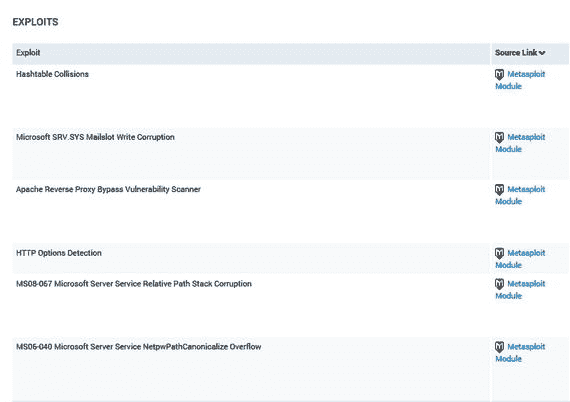 EXPLOITS
Exploit Source Link
Hashtable Collisions Metasploit
Module
Microsoft SRV.SYS Mailslot Write Corruption Metasploit
Module
Apache Reverse Proxy Bypass Vulnerability Scanner Metasploit
Module
HTTP Options Detection Metasploit
Module
MS08-067 Microsoft Server Service Relative Path Stack Corruption Metasploit
Module
MS06-040 Microsoft Server Service NetpwPathCanonicalize Overflow Metasploit
Module